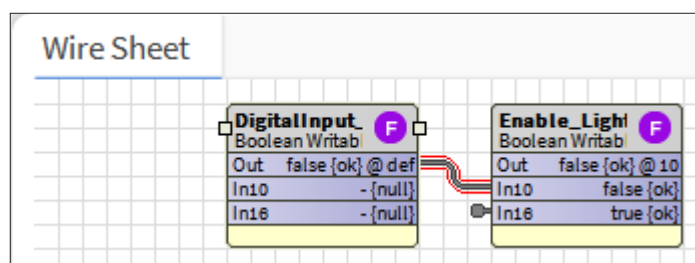 Wire Sheet
DigitalInput_
F
Boolean Writabl
Out false {ok} @ def
In10 - {null}
In16 - {null}
Enable_Light
F
Boolean Writabl
Out false {ok} @ 10
In10 false {ok}
In16 true {ok}